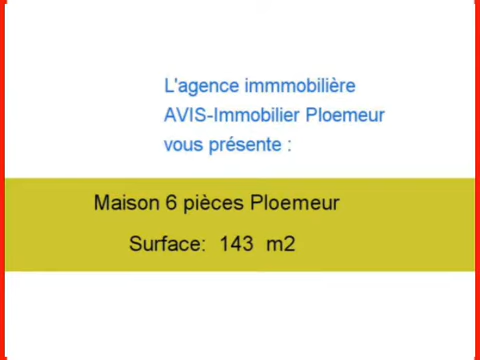 L'agence immmobilière
AVIS-Immobilier Ploemeur
vous présente :
Maison 6 pièces Ploemeur
Surface: 143 m2